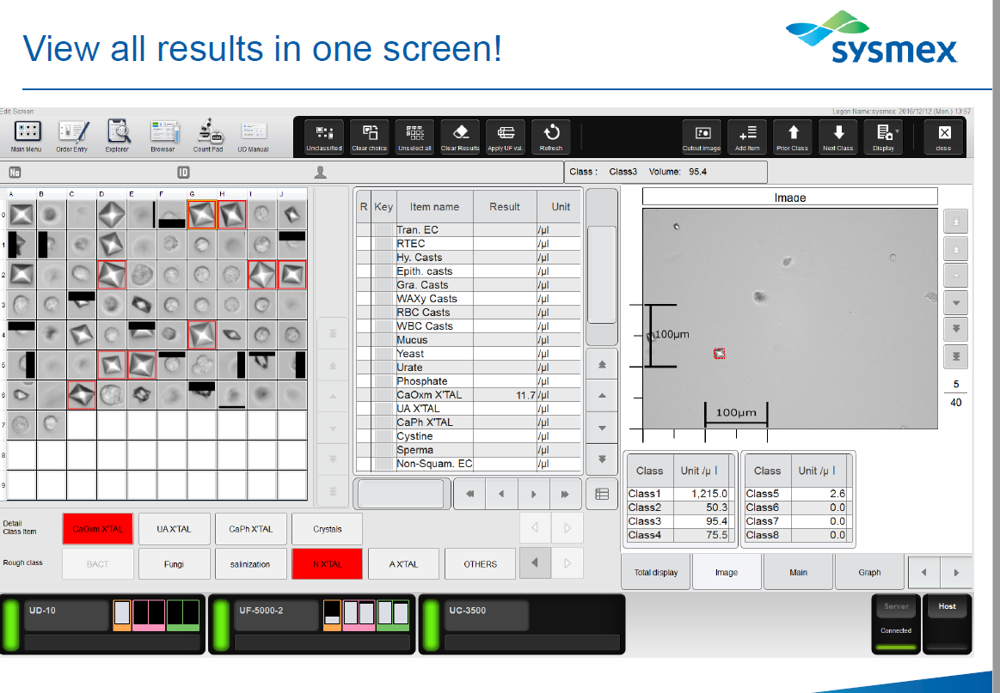 View all results in one screen!
sysmex
Edit Screen
Logon Name:sysmex 2016/12/12 (Mon.) 13:57
Main Menu
Order Entry
Explorer
Browser
Count Pad
UD Manual
Unclassified
Clear choice
Unselect all
Clear Results
Apply UF val.
Refresh
Cutout image
Add Item
Prior Class
Next Class
Display
close
No
ID
Class : Class3 Volume: 95.4
A B C D E F G H I J
0
1
2
3
4
5
6
7
8
9
R Key Item name Result Unit
Tran. EC /µl
RTEC /µl
Hy. Casts /µl
Epith. casts /µl
Gra. Casts /µl
WAXy Casts /µl
RBC Casts /µl
WBC Casts /µl
Mucus /µl
Yeast /µl
Urate /µl
Phosphate /µl
CaOxm X'TAL 11.7 /µl
UA X'TAL /µl
CaPh X'TAL /µl
Cystine /µl
Sperma /µl
Non-Squam. EC /µl
Image
100µm
100µm
5
40
Class Unit/µ l
Class1 1,215.0
Class2 50.3
Class3 95.4
Class4 75.5
Class Unit/µ l
Class5 2.6
Class6 0.0
Class7 0.0
Class8 0.0
Detail
Class item
CaOxm X'TAL
UA X'TAL
CaPh X'TAL
Crystals
Rough class
BACT
Fungi
salinization
N X'TAL
A X'TAL
OTHERS
Total display
Image
Main
Graph
UD-10
UF-5000-2
UC-3500
Server
Connected
Host